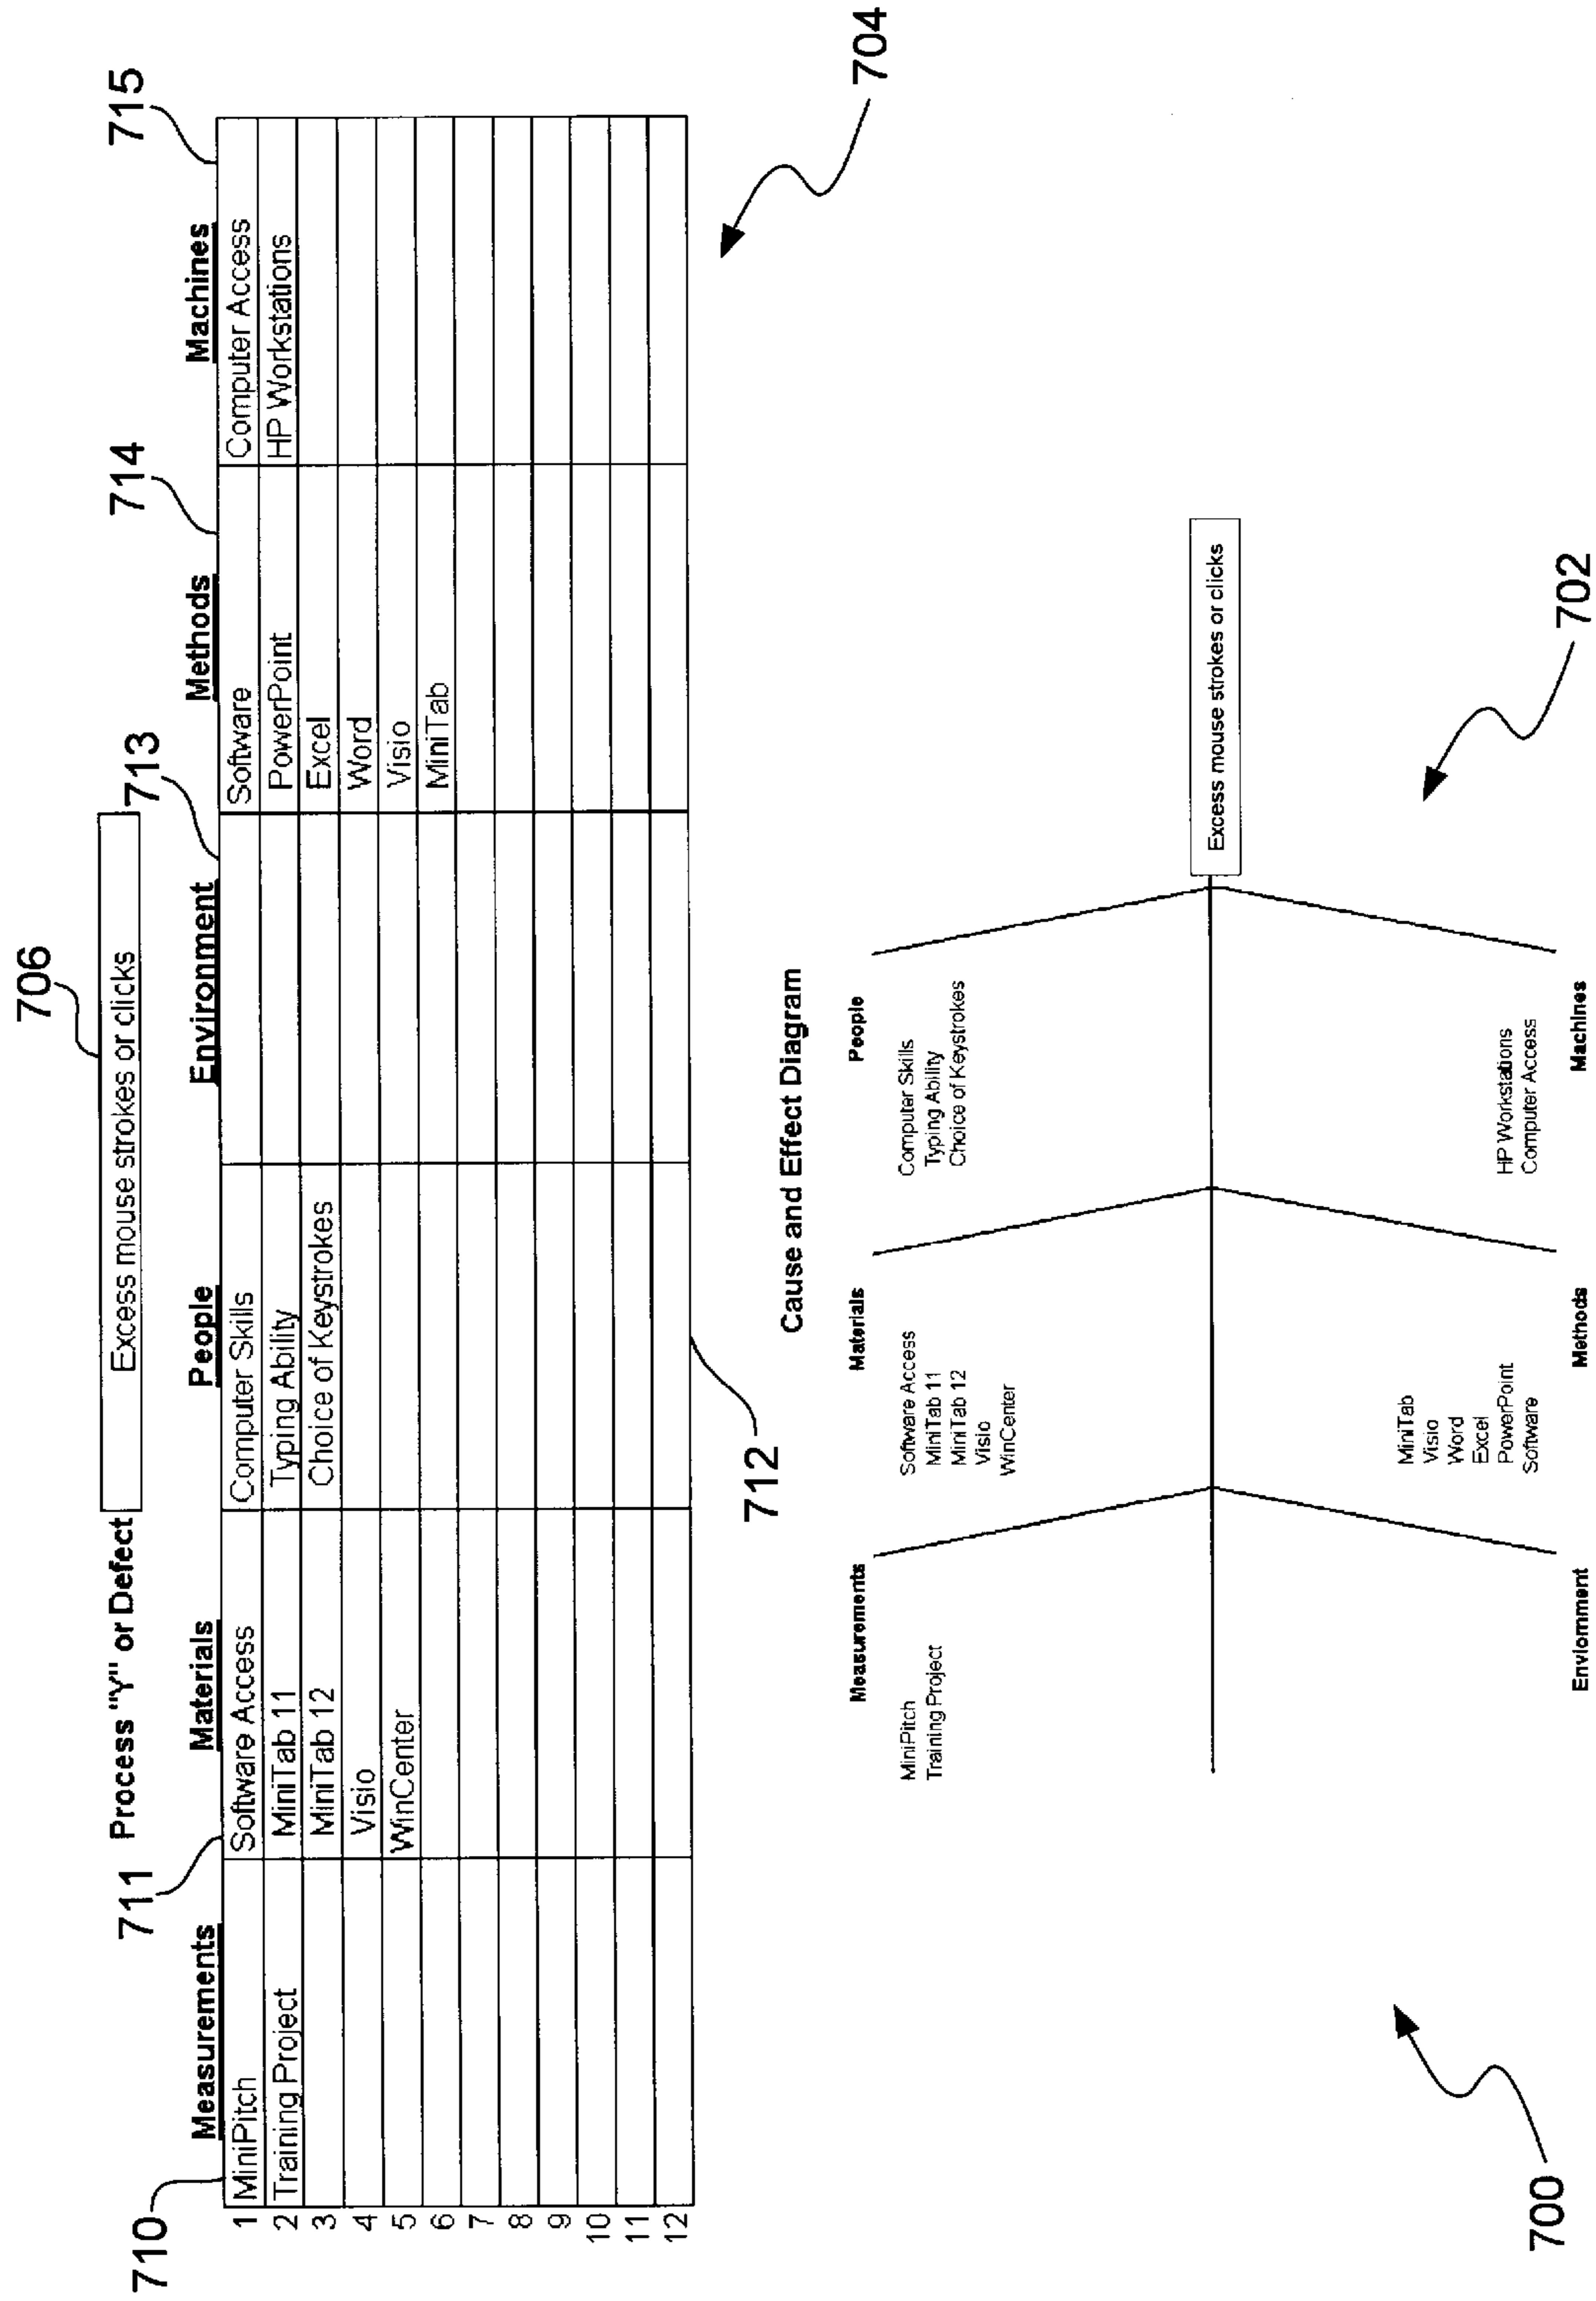 706
Process "Y" or Defect
Excess mouse strokes or clicks
710
711
712
713
714
715
Measurements Materials People Environment Methods Machines
1 MiniPitch Software Access Computer Skills Software Computer Access
2 Training Project MiniTab 11 Typing Ability PowerPoint HP Workstations
3 MiniTab 12 Choice of Keystrokes Excel
4 Visio Word
5 WinCenter Visio
6 MiniTab
7
8
9
10
11
12
704
Cause and Effect Diagram
Measurements
MiniPitch
Training Project
Materials
Software Access
MiniTab 11
MiniTab 12
Visio
WinCenter
People
Computer Skills
Typing Ability
Choice of Keystrokes
Excess mouse strokes or clicks
Enviornment
MiniTab
Visio
Word
Excel
PowerPoint
Software
Methods
HP Workstations
Computer Access
Machines
700
702